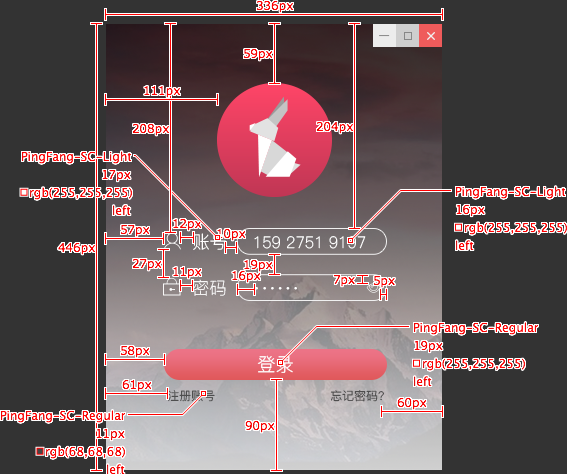 336px
59px
111px
208px
204px
PingFang-SC-Light
17px
rgb(255,255,255)
left
PingFang-SC-Light
16px
rgb(255,255,255)
left
12px
57px
10px
账号
159 2751 9197
446px
27px
19px
11px
16px
7px
5px
密码
PingFang-SC-Regular
19px
rgb(255,255,255)
left
58px
登录
61px
注册账号
忘记密码?
60px
PingFang-SC-Regular
11px
rgb(68,68,68)
left
90px